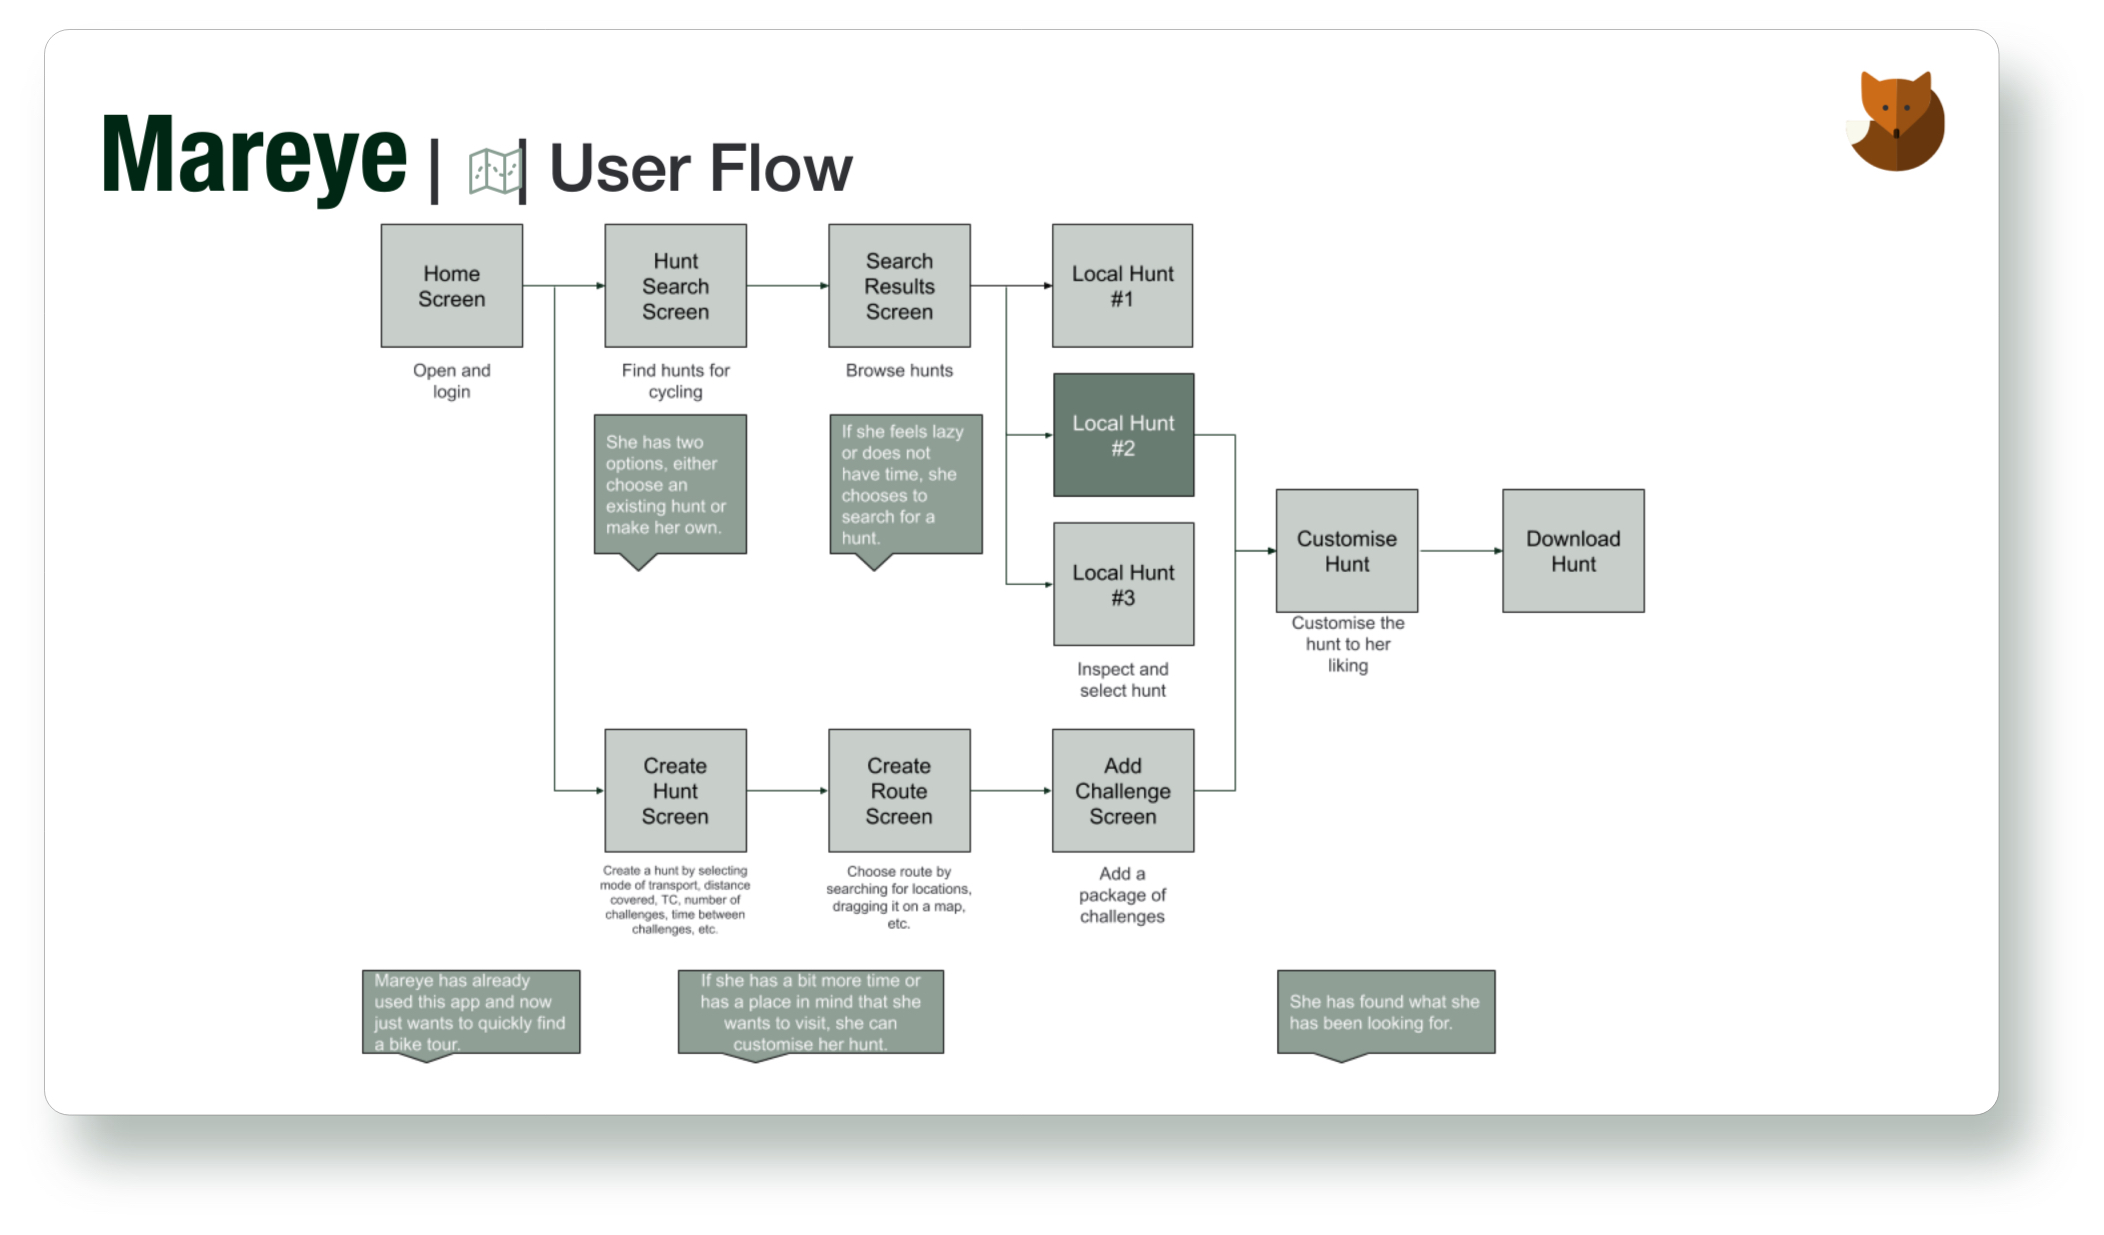 Mareye | | User Flow
Home
Screen
Hunt
Search
Screen
Search
Results
Screen
Local Hunt
#1
Open and
login
Find hunts for
cycling
Browse hunts
She has two
options, either
choose an
existing hunt or
make her own.
If she feels lazy
or does not
have time, she
chooses to
search for a
hunt.
Local Hunt
#2
Local Hunt
#3
Inspect and
select hunt
Customise
Hunt
Customise the
hunt to her
liking
Download
Hunt
Create
Hunt
Screen
Create
Route
Screen
Add
Challenge
Screen
Create a hunt by selecting
mode of transport, distance
covered, TC, number of
challenges, time between
challenges, etc.
Choose route by
searching for locations,
dragging it on a map,
etc.
Add a
package of
challenges
Mareye has already
used this app and now
just wants to quickly find
a bike tour.
If she has a bit more time or
has a place in mind that she
wants to visit, she can
customise her hunt.
She has found what she
has been looking for.